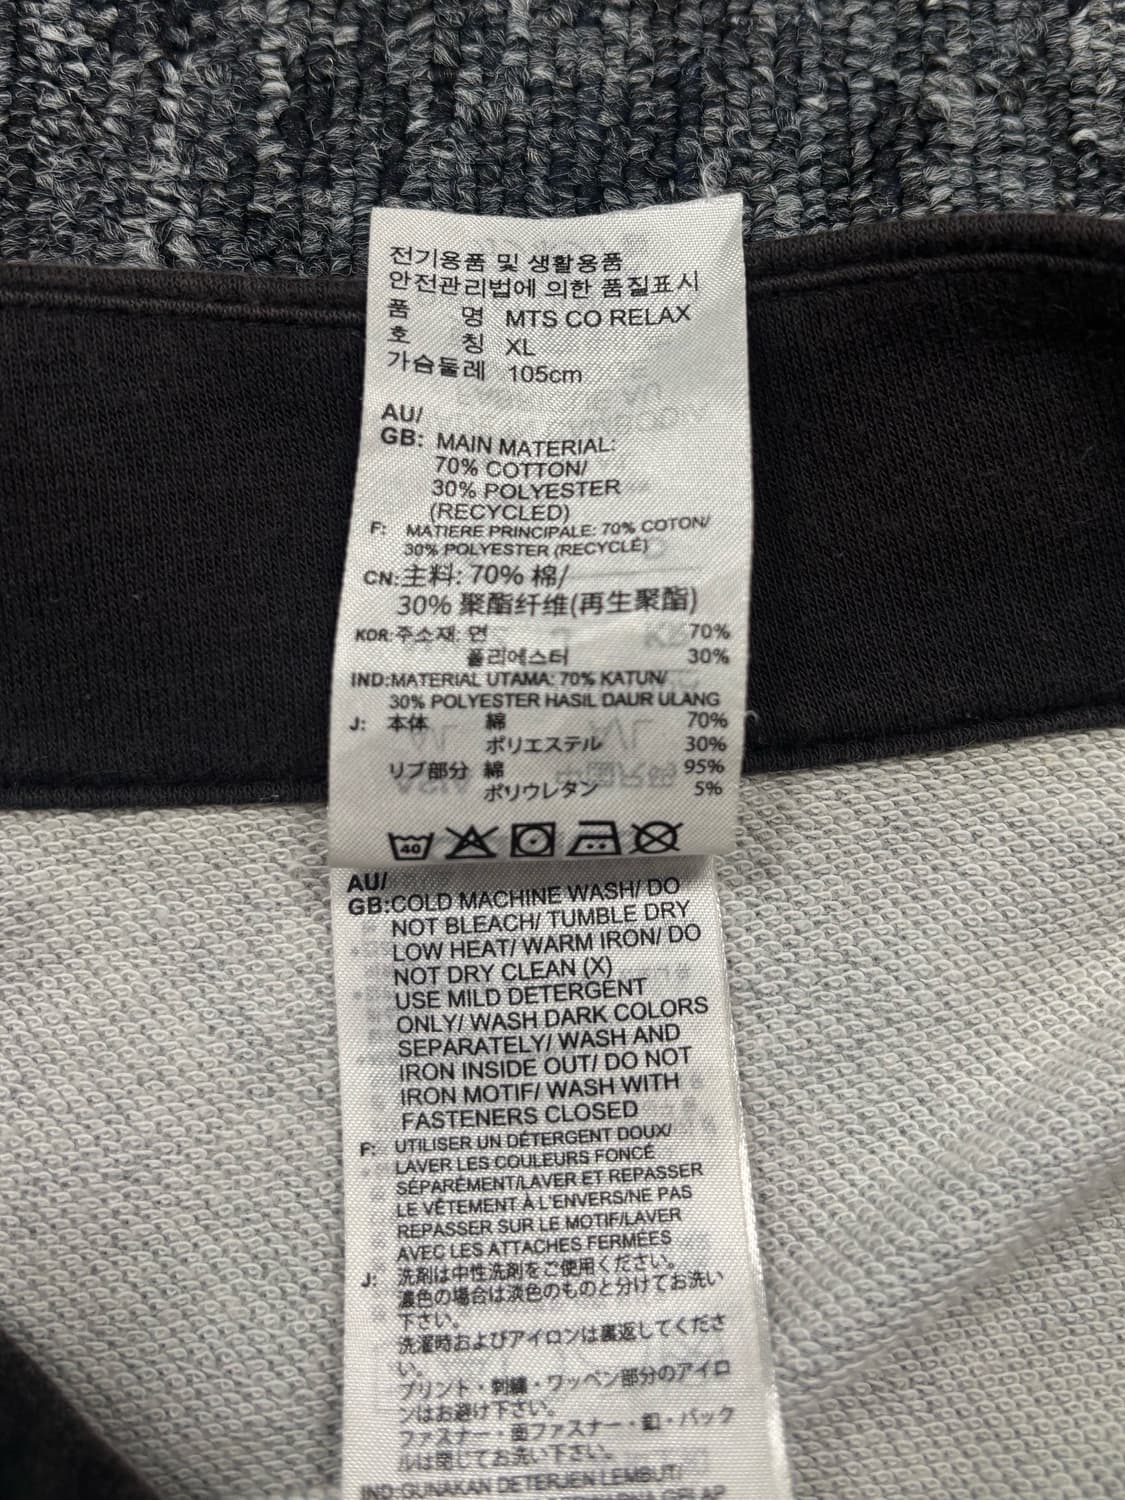 전기용품 및 생활용품
안전관리법에 의한 품질표시
품 명 MTS CO RELAX
호 칭 XL
가슴둘레 105cm
AU/
GB: MAIN MATERIAL:
70% COTTON/
30% POLYESTER
(RECYCLED)
F: MATIERE PRINCIPALE: 70% COTON/
30% POLYESTER (RECYCLÉ)
CN:主料: 70% 棉/
30% 聚酯纤维(再生聚酯)
KOR:주소재: 면 70%
폴리에스터 30%
IND:MATERIAL UTAMA: 70% KATUN/
30% POLYESTER HASIL DAUR ULANG
J: 本体 綿 70%
ポリエステル 30%
リブ部分 綿 95%
ポリウレタン 5%
40
AU/
GB:COLD MACHINE WASH/ DO
NOT BLEACH/ TUMBLE DRY
LOW HEAT/ WARM IRON/ DO
NOT DRY CLEAN (X)
USE MILD DETERGENT
ONLY/ WASH DARK COLORS
SEPARATELY/ WASH AND
IRON INSIDE OUT/ DO NOT
IRON MOTIF/ WASH WITH
FASTENERS CLOSED
F: UTILISER UN DÉTERGENT DOUX/
LAVER LES COULEURS FONCÉ
SÉPARÉMENT/LAVER ET REPASSER
LE VÊTEMENT À L'ENVERS/NE PAS
REPASSER SUR LE MOTIF/LAVER
AVEC LES ATTACHES FERMÉES
J: 洗剤は中性洗剤をご使用ください。
濃色の場合は淡色のものと分けてお洗い
下さい。
洗濯時およびアイロンは裏返してくださ
い。
プリント・刺繍・ワッペン部分のアイロ
ンはお避け下さい。
ファスナー・面ファスナー・釦・バック
ルは閉じてお洗い下さい。
IND:GUNAKAN DETERJEN LEMBUT/
WARNA GELAP